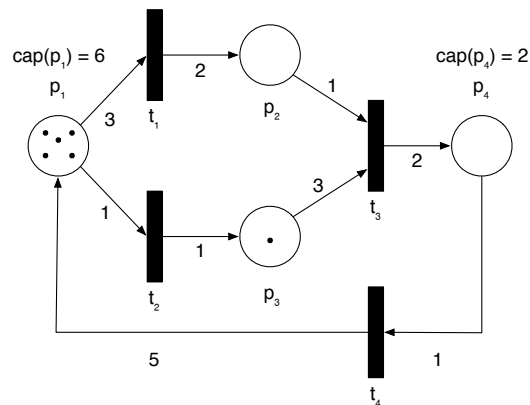 cap(p₁) = 6
p₁
3
t₁
2
p₂
1
cap(p₄) = 2
p₄
1
t₂
1
p₃
3
t₃
2
5
t₄
1